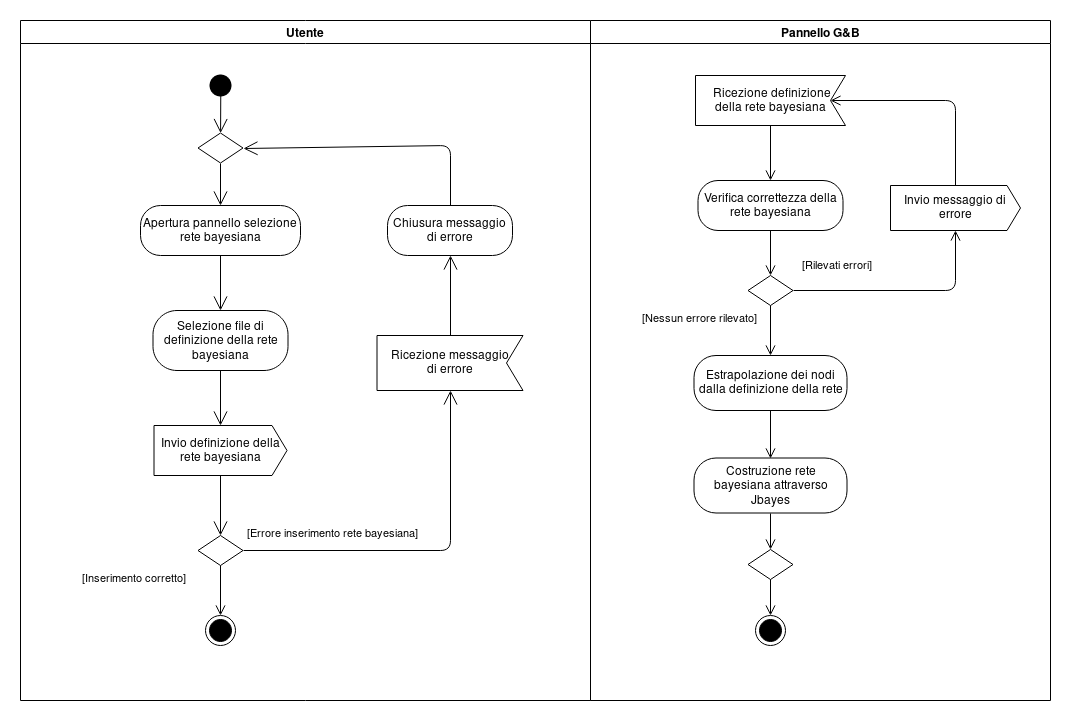 Utente
Apertura pannello selezione
rete bayesiana
Chiusura messaggio
di errore
Selezione file di
definizione della rete
bayesiana
Ricezione messaggio
di errore
Invio definizione della
rete bayesiana
[Errore inserimento rete bayesiana]
[Inserimento corretto]
Pannello G&B
Ricezione definizione
della rete bayesiana
Verifica correttezza della
rete bayesiana
Invio messaggio di
errore
[Rilevati errori]
[Nessun errore rilevato]
Estrapolazione dei nodi
dalla definizione della rete
Costruzione rete
bayesiana attraverso
Jbayes